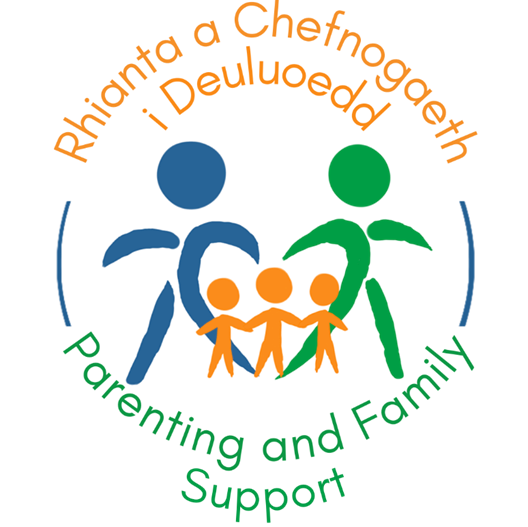 Rhianta a Chefnogaeth
i Deuluoedd
Parenting and Family
Support